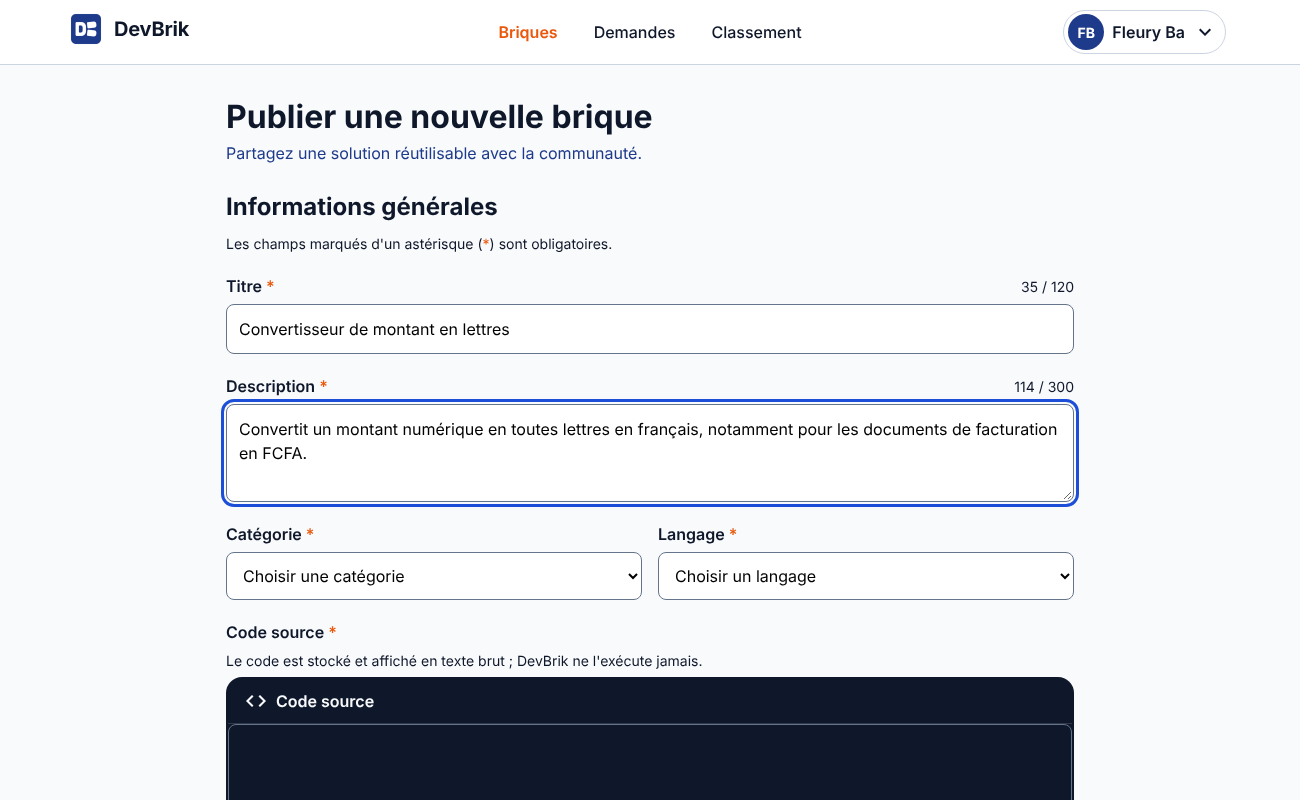 DevBrik
Briques
Demandes
Classement
FB
Fleury Ba
Publier une nouvelle brique
Partagez une solution réutilisable avec la communauté.
Informations générales
Les champs marqués d'un astérisque (*) sont obligatoires.
Titre *
35 / 120
Convertisseur de montant en lettres
Description *
114 / 300
Convertit un montant numérique en toutes lettres en français, notamment pour les documents de facturation
en FCFA.
Catégorie *
Langage *
Choisir une catégorie
Choisir un langage
Code source *
Le code est stocké et affiché en texte brut ; DevBrik ne l'exécute jamais.
Code source